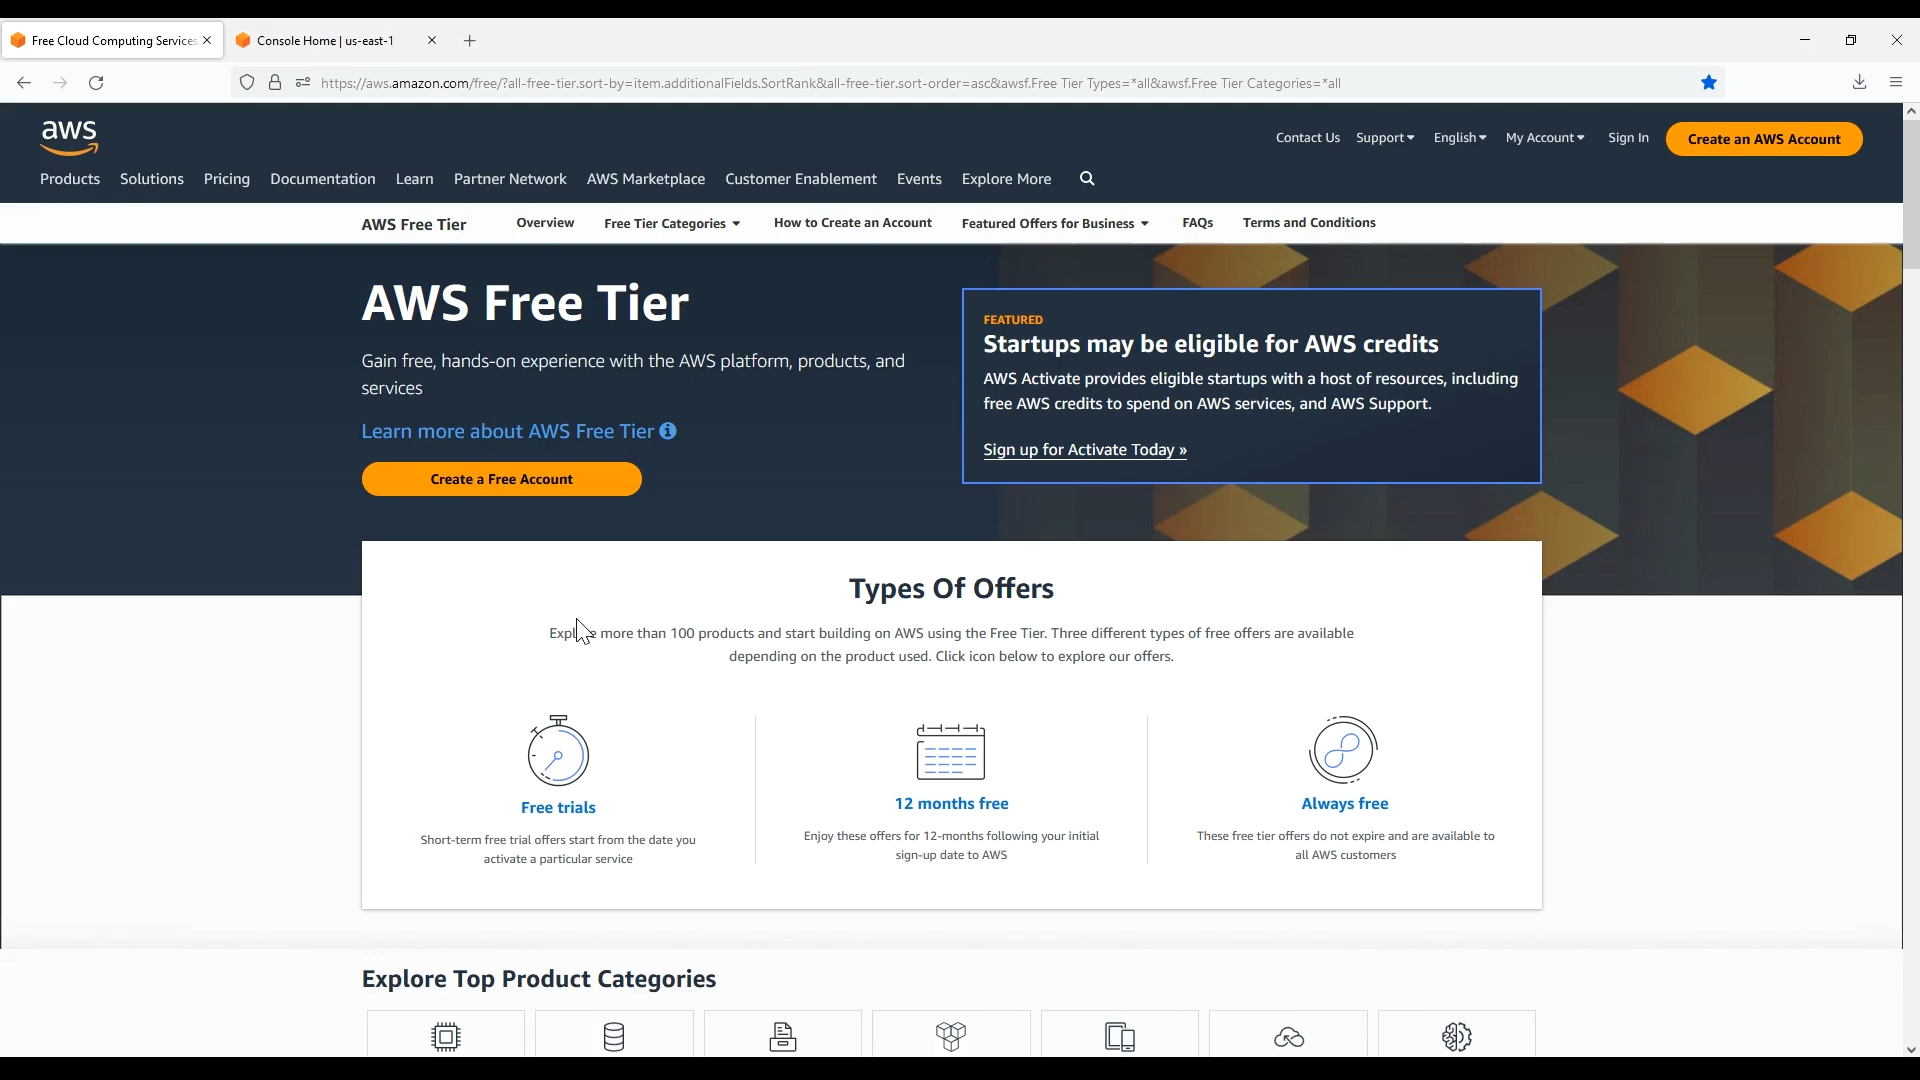 Free Cloud Computing Services
Console Home | us-east-1
https://aws.amazon.com/free/?all-free-tier.sort-by=item.additionalFields.SortRank&all-free-tier.sort-order=asc&awsf.Free Tier Types=*all&awsf.Free Tier Categories=*all
aws
Contact Us Support English My Account Sign In Create an AWS Account
Products Solutions Pricing Documentation Learn Partner Network AWS Marketplace Customer Enablement Events Explore More
AWS Free Tier Overview Free Tier Categories How to Create an Account Featured Offers for Business FAQs Terms and Conditions
AWS Free Tier
Gain free, hands-on experience with the AWS platform, products, and
services
Learn more about AWS Free Tier
Create a Free Account
FEATURED
Startups may be eligible for AWS credits
AWS Activate provides eligible startups with a host of resources, including
free AWS credits to spend on AWS services, and AWS Support.
Sign up for Activate Today »
Types Of Offers
Explore more than 100 products and start building on AWS using the Free Tier. Three different types of free offers are available
depending on the product used. Click icon below to explore our offers.
Free trials
Short-term free trial offers start from the date you
activate a particular service
12 months free
Enjoy these offers for 12-months following your initial
sign-up date to AWS
Always free
These free tier offers do not expire and are available to
all AWS customers
Explore Top Product Categories